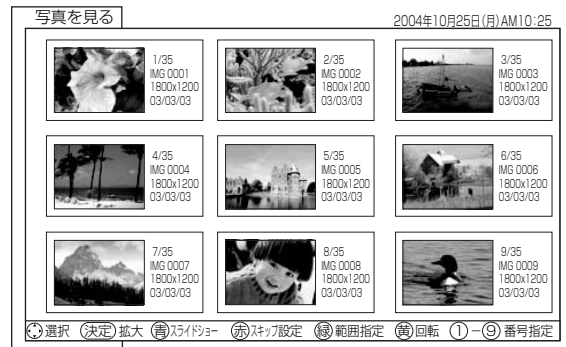 写真を見る
2004年10月25日(月)AM10:25
1/35
IMG 0001
1800x1200
03/03/03
2/35
IMG 0002
1800x1200
03/03/03
3/35
IMG 0003
1800x1200
03/03/03
4/35
IMG 0004
1800x1200
03/03/03
5/35
IMG 0005
1800x1200
03/03/03
6/35
IMG 0006
1800x1200
03/03/03
7/35
IMG 0007
1800x1200
03/03/03
8/35
IMG 0008
1800x1200
03/03/03
9/35
IMG 0009
1800x1200
03/03/03
選択 決定 拡大 青 スライドショー 赤 スキップ設定 緑 範囲指定 黄 回転 ①－⑨ 番号指定